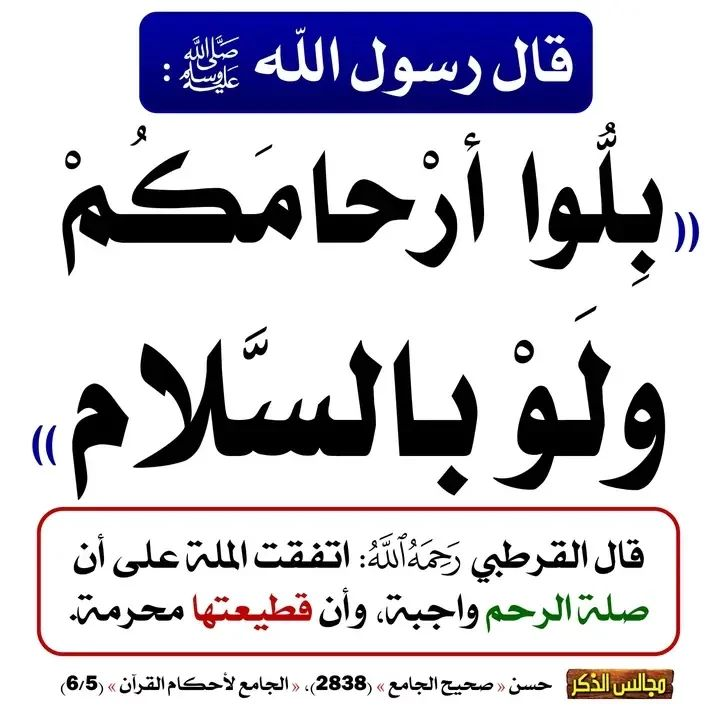 قال رسول الله ﷺ :
«بِلُّوا أرْحامَكُمْ
ولَوْ بالسَّلام»
قال القرطبي رَحِمَهُ ٱللَّهُ: اتفقت الملة على أن
صلة الرحم واجبة، وأن قطيعتها محرمة.
مجالس الذكر حسن « صحيح الجامع » (2838)، « الجامع لأحكام القرآن » (6/5)